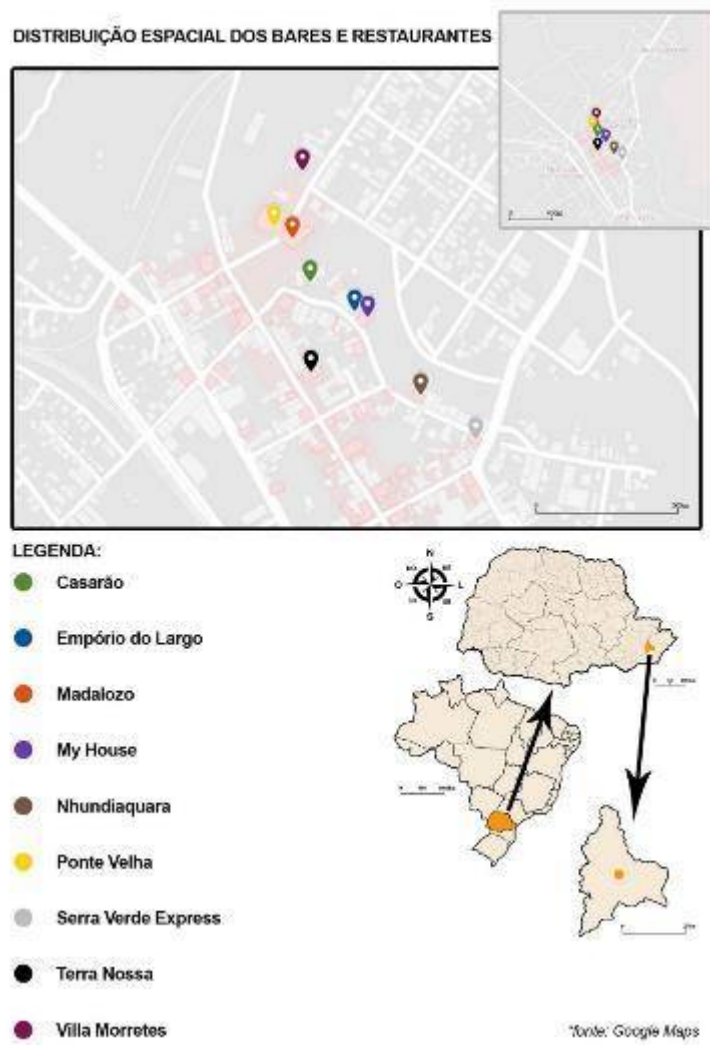 DISTRIBUIÇÃO ESPACIAL DOS BARES E RESTAURANTES
LEGENDA:
Casarão
Empório do Largo
Madalozo
My House
Nhundiaquara
Ponte Velha
Serra Verde Express
Terra Nossa
Villa Morretes
N
O
L
S
*fonte: Google Maps